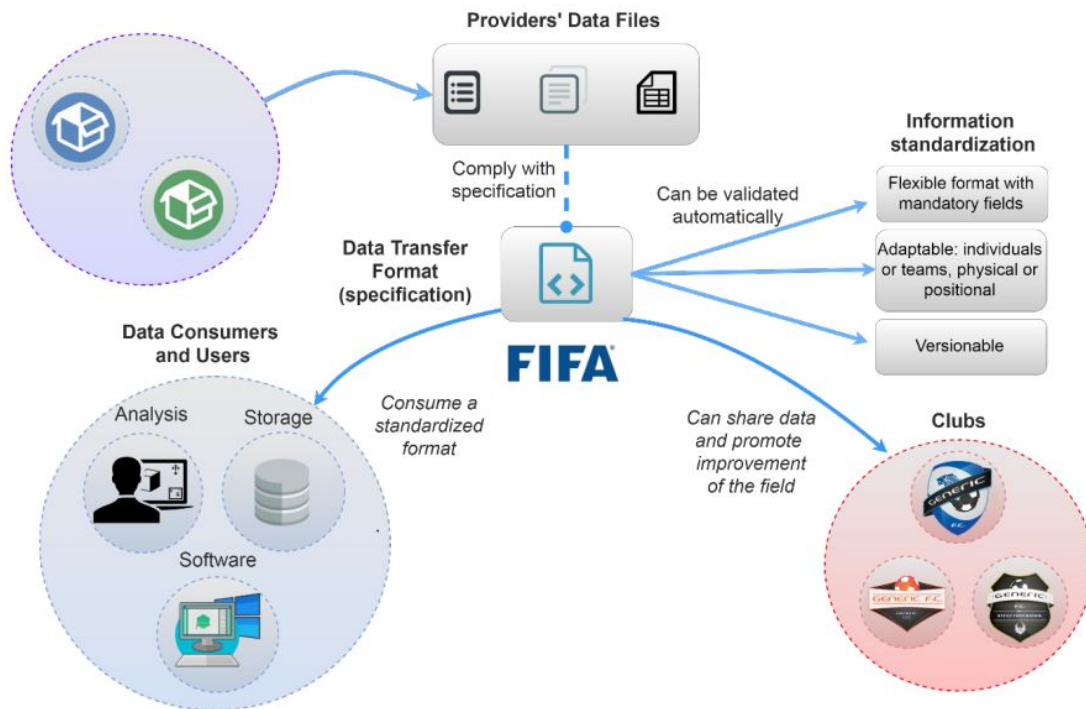 Providers' Data Files
Comply with
specification
Can be validated
automatically
Information
standardization
Flexible format with
mandatory fields
Adaptable: individuals
or teams, physical or
positional
Versionable
Data Transfer
Format
(specification)
FIFA®
Data Consumers
and Users
Analysis
Storage
Software
Consume a
standardized
format
Can share data
and promote
improvement
of the field
Clubs
GENERIC
F.C.
GENERIC F.C.
GENERIC
F.C.